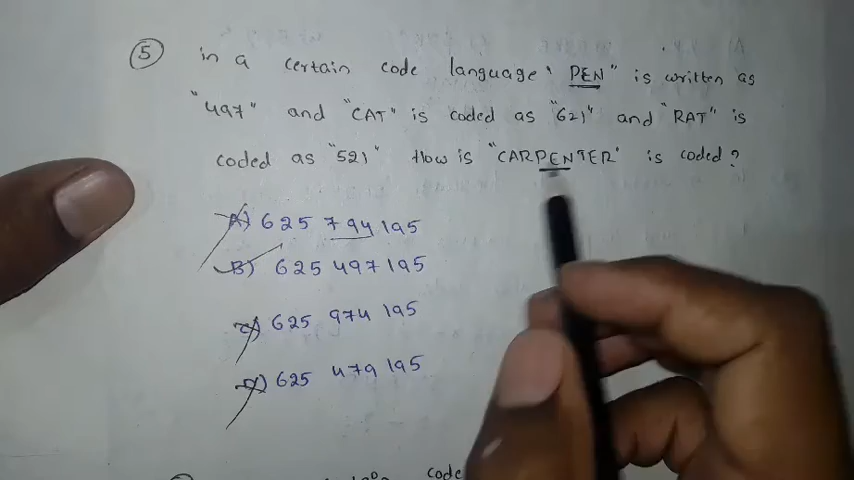 5 in a certain code language "PEN" is written as
"497" and "CAT" is coded as "621" and "RAT" is
coded as "521" How is "CARPENTER" is coded?
A) 625 794 195
B) 625 497 195
C) 625 974 195
D) 625 479 195
code